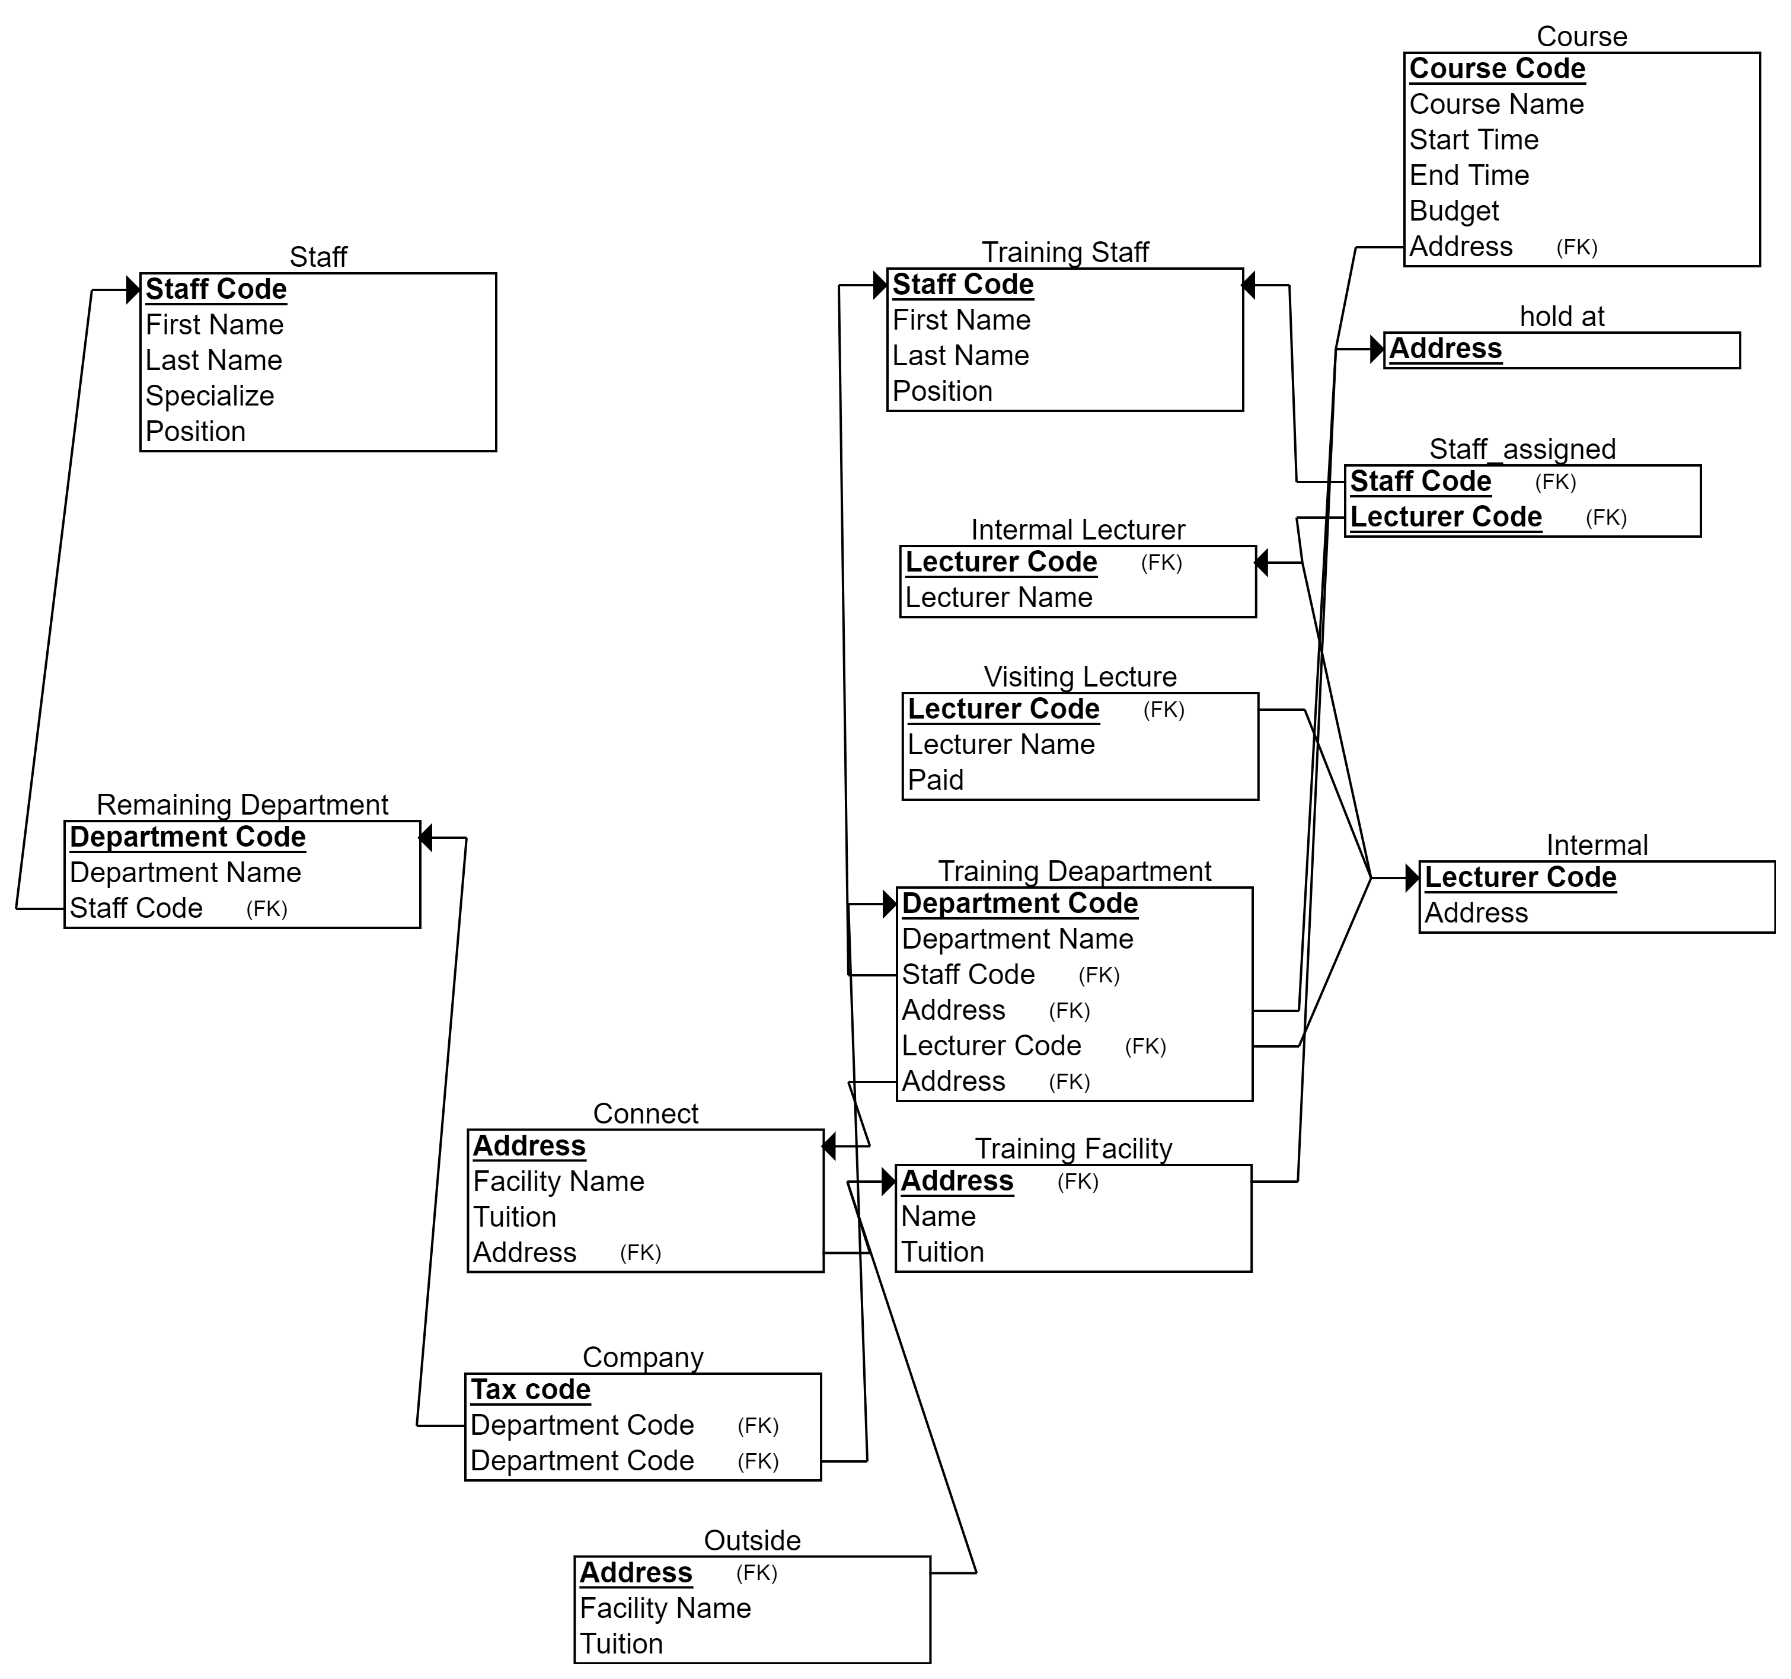 Course
Course Code
Course Name
Start Time
End Time
Budget
Address (FK)
Staff
Staff Code
First Name
Last Name
Specialize
Position
Training Staff
Staff Code
First Name
Last Name
Position
hold at
Address
Staff_assigned
Staff Code (FK)
Lecturer Code (FK)
Intermal Lecturer
Lecturer Code (FK)
Lecturer Name
Visiting Lecture
Lecturer Code (FK)
Lecturer Name
Paid
Remaining Department
Department Code
Department Name
Staff Code (FK)
Training Deapartment
Department Code
Department Name
Staff Code (FK)
Address (FK)
Lecturer Code (FK)
Address (FK)
Intermal
Lecturer Code
Address
Connect
Address
Facility Name
Tuition
Address (FK)
Training Facility
Address (FK)
Name
Tuition
Company
Tax code
Department Code (FK)
Department Code (FK)
Outside
Address (FK)
Facility Name
Tuition